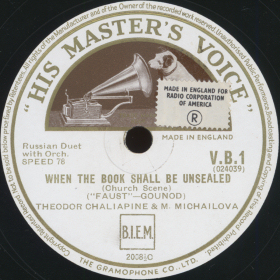 "HIS MASTER'S VOICE"
MADE IN ENGLAND FOR
RADIO CORPORATION
OF AMERICA
R
MADE IN ENGLAND
Russian Duet
with Orch.
SPEED 78
V.B.1
(024039)
WHEN THE BOOK SHALL BE UNSEALED
(Church Scene)
("FAUST"—GOUNOD)
THEODOR CHALIAPINE & M. MICHAILOVA
B.I.E.M.
THE GRAMOPHONE CO., LTD.